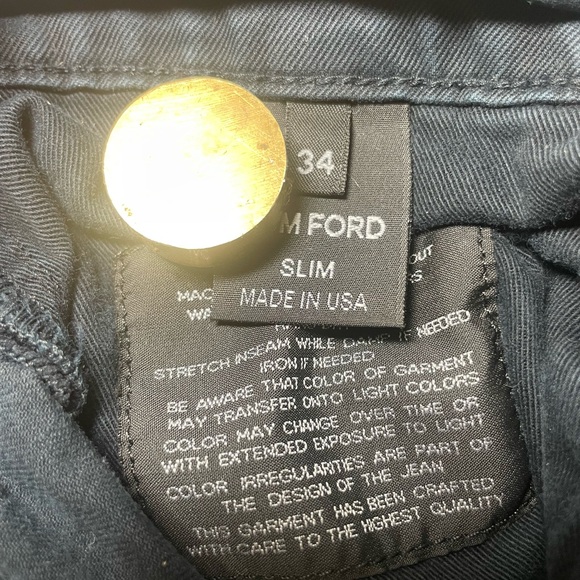 34
M FORD
SLIM
MADE IN USA
OUT
MAC
WA
STRETCH INSEAM WHILE DAMP IF NEEDED
IRON IF NEEDED
BE AWARE THAT COLOR OF GARMENT
MAY TRANSFER ONTO LIGHT COLORS
COLOR MAY CHANGE OVER TIME OR
WITH EXTENDED EXPOSURE TO LIGHT
COLOR IRREGULARITIES ARE PART OF
THE DESIGN OF THE JEAN
THIS GARMENT HAS BEEN CRAFTED
WITH CARE TO THE HIGHEST QUALITY